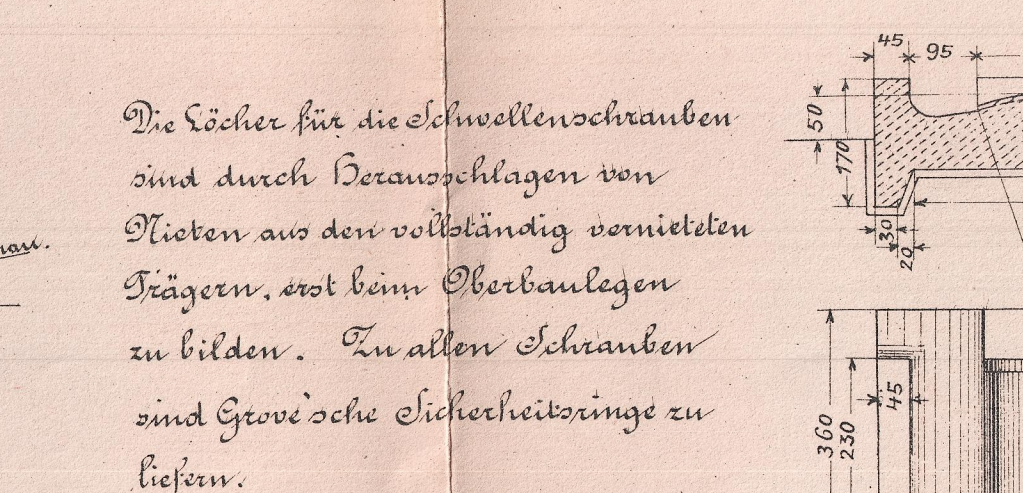 Die Löcher für die Schwellenschrauben
sind durch Herausschlagen von
Nieten aus den vollständig vernieteten
Trägern, erst beim Oberbaulegen
zu bilden. Zu allen Schrauben
sind Grove'sche Sicherheitsringe zu
liefern.
45
95
50
170
30
20
360
230
45